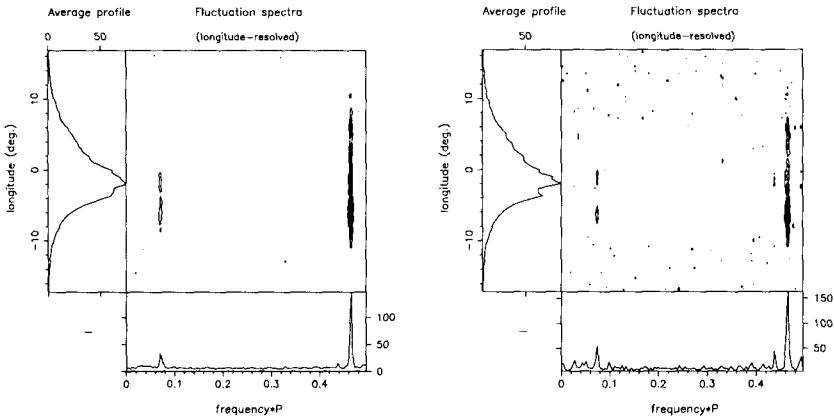 Average profile Fluctuation spectra
0 50 (longitude-resolved)
longitude (deg.)
10
0
-10
100
50
0
0 0.1 0.2 0.3 0.4
frequency*P
Average profile Fluctuation spectra
50 (longitude-resolved)
longitude (deg.)
10
0
-10
150
100
50
0 0.1 0.2 0.3 0.4
frequency*P